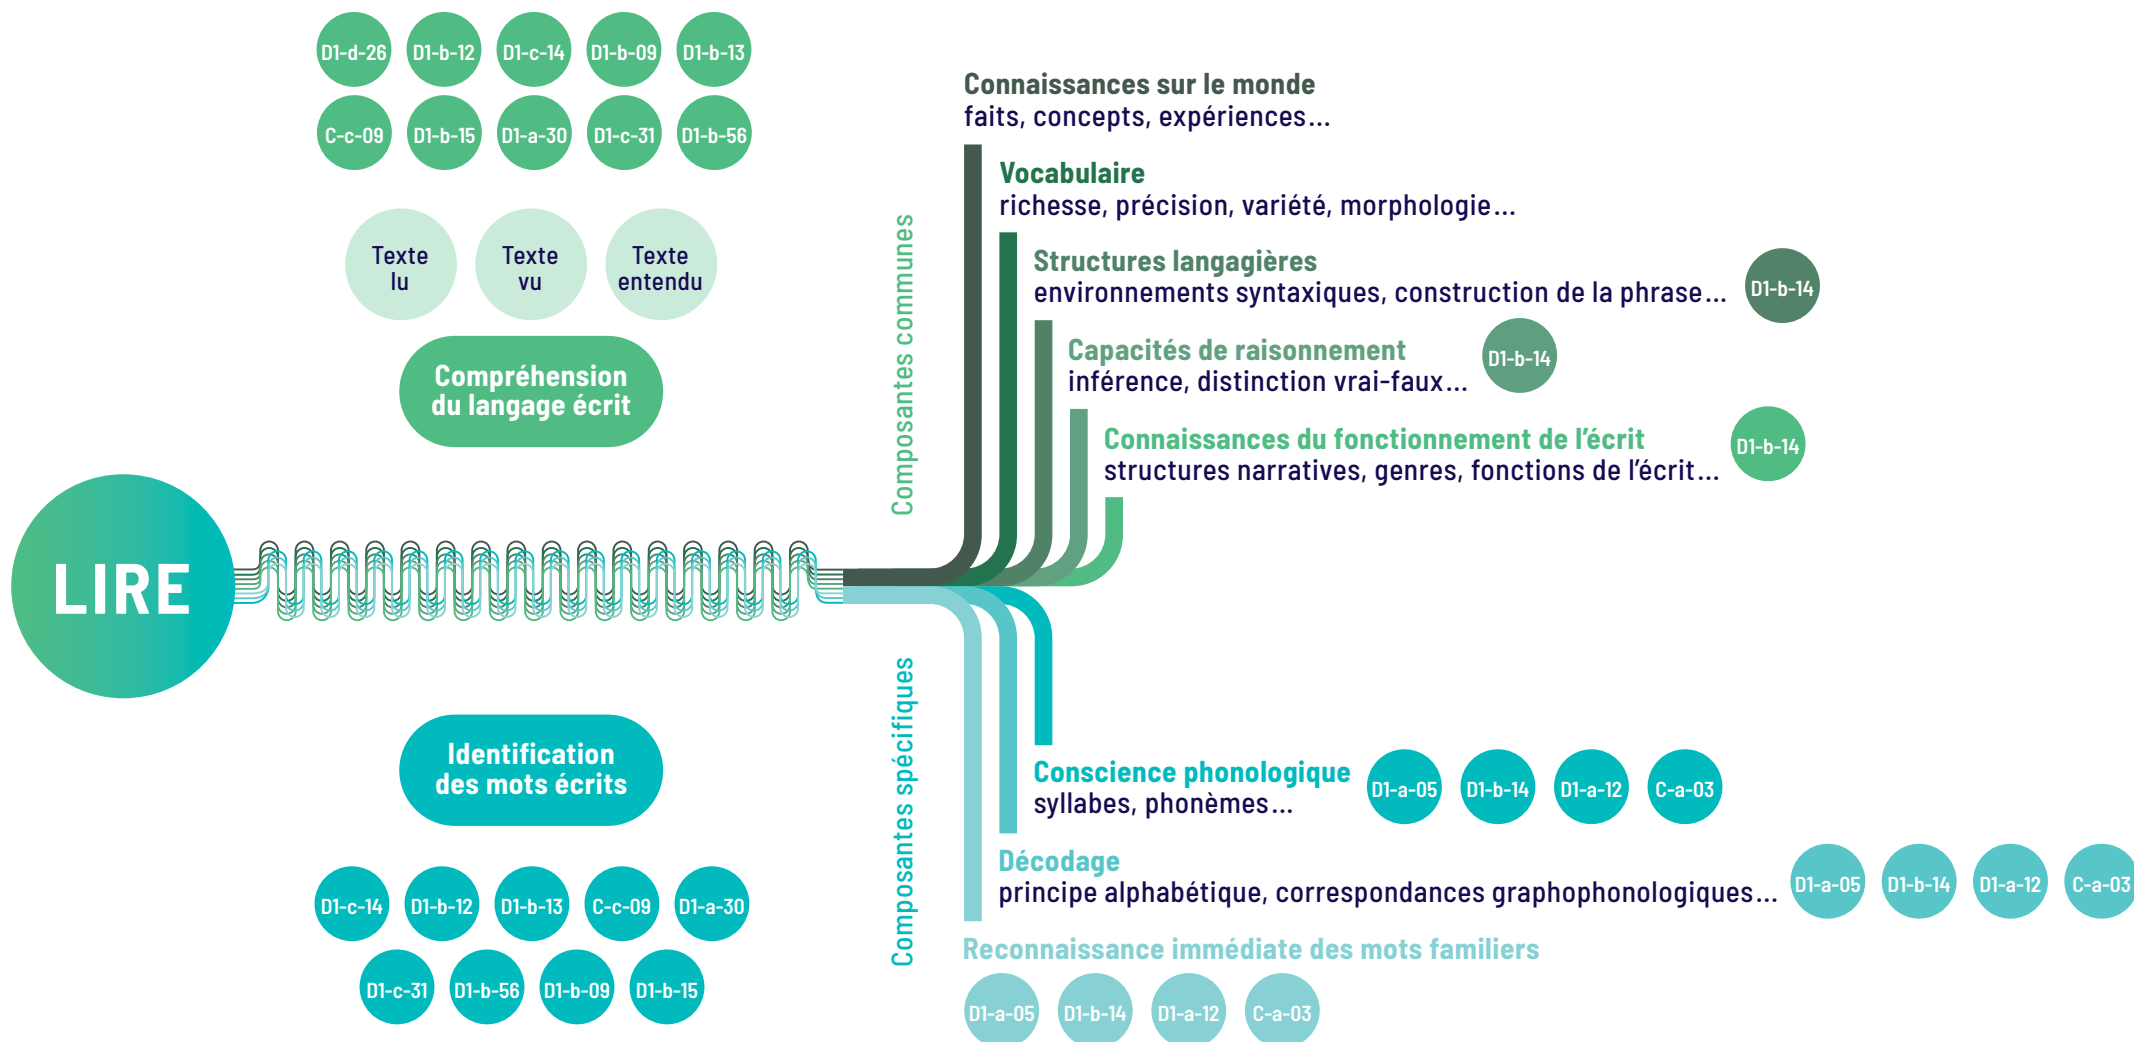 D1-d-26 D1-b-12 D1-c-14 D1-b-09 D1-b-13
C-c-09 D1-b-15 D1-a-30 D1-c-31 D1-b-56
Texte
lu
Texte
vu
Texte
entendu
Compréhension
du langage écrit
LIRE
Identification
des mots écrits
D1-c-14 D1-b-12 D1-b-13 C-c-09 D1-a-30
D1-c-31 D1-b-56 D1-b-09 D1-b-15
Composantes communes
Connaissances sur le monde
faits, concepts, expériences...
Vocabulaire
richesse, précision, variété, morphologie...
Structures langagières
environnements syntaxiques, construction de la phrase...
D1-b-14
Capacités de raisonnement
inférence, distinction vrai-faux...
D1-b-14
Connaissances du fonctionnement de l'écrit
structures narratives, genres, fonctions de l'écrit...
D1-b-14
Composantes spécifiques
Conscience phonologique
syllabes, phonèmes...
D1-a-05 D1-b-14 D1-a-12 C-a-03
Décodage
principe alphabétique, correspondances graphophonologiques...
D1-a-05 D1-b-14 D1-a-12 C-a-03
Reconnaissance immédiate des mots familiers
D1-a-05 D1-b-14 D1-a-12 C-a-03